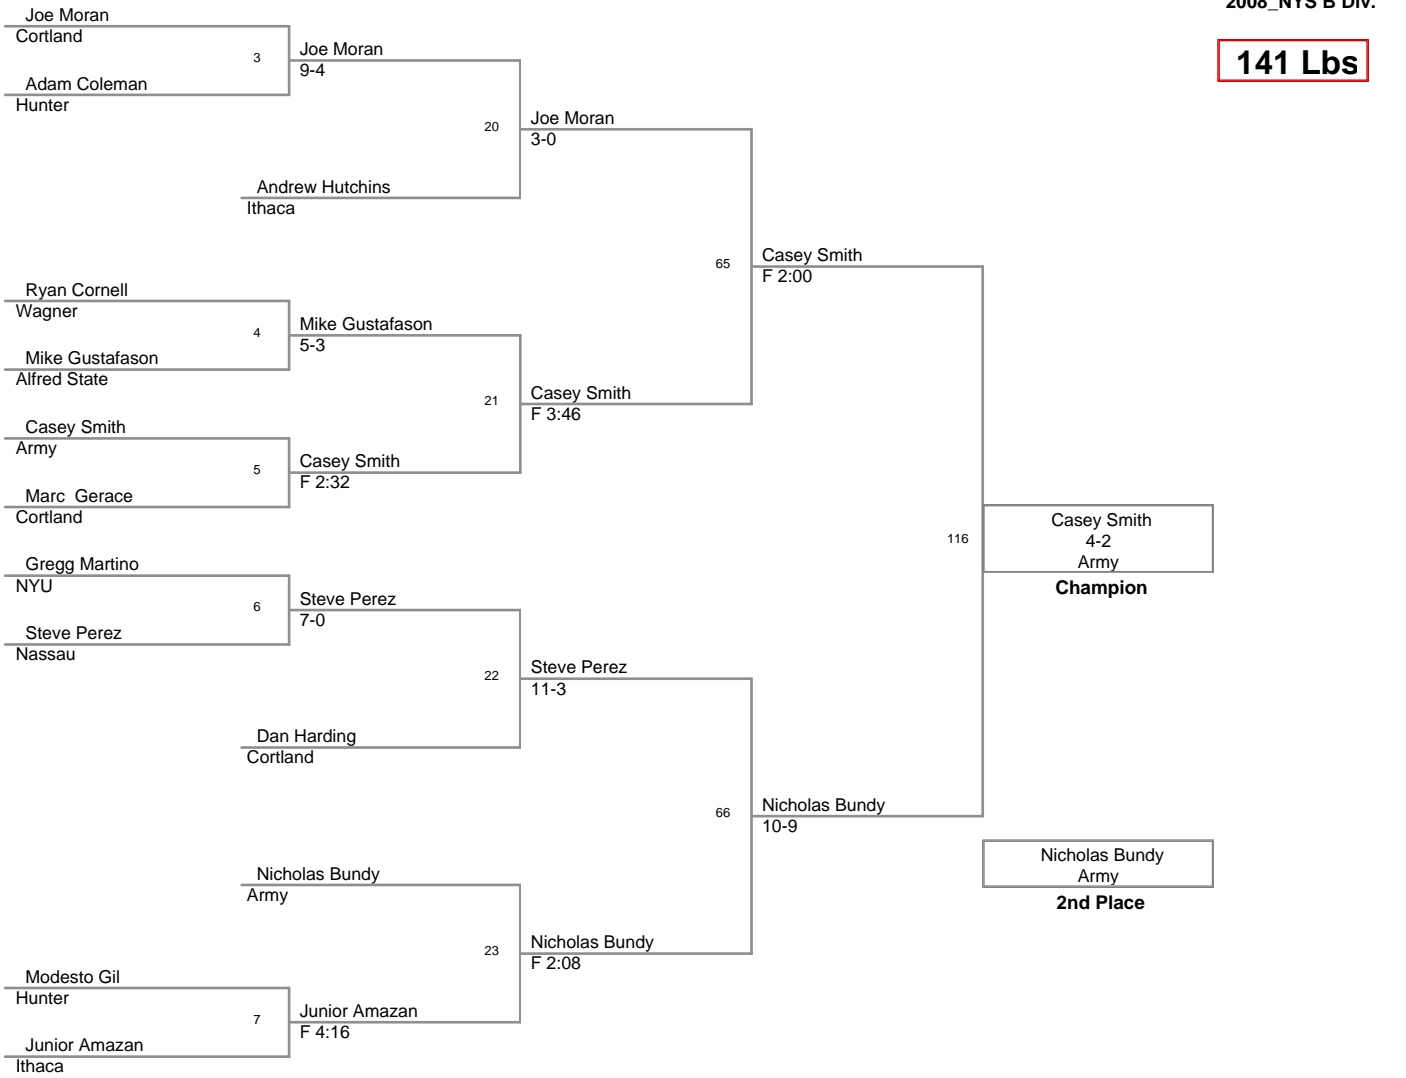 2008_NYS B Div.
141 Lbs
Joe Moran
Cortland
3
Joe Moran
9-4
Adam Coleman
Hunter
20
Joe Moran
3-0
Andrew Hutchins
Ithaca
65
Casey Smith
F 2:00
Ryan Cornell
Wagner
4
Mike Gustafason
5-3
Mike Gustafason
Alfred State
21
Casey Smith
F 3:46
Casey Smith
Army
5
Casey Smith
F 2:32
Marc  Gerace
Cortland
116
Casey Smith
4-2
Army
Champion
Gregg Martino
NYU
6
Steve Perez
7-0
Steve Perez
Nassau
22
Steve Perez
11-3
Dan Harding
Cortland
66
Nicholas Bundy
10-9
Nicholas Bundy
Army
2nd Place
Nicholas Bundy
Army
23
Nicholas Bundy
F 2:08
Modesto Gil
Hunter
7
Junior Amazan
F 4:16
Junior Amazan
Ithaca